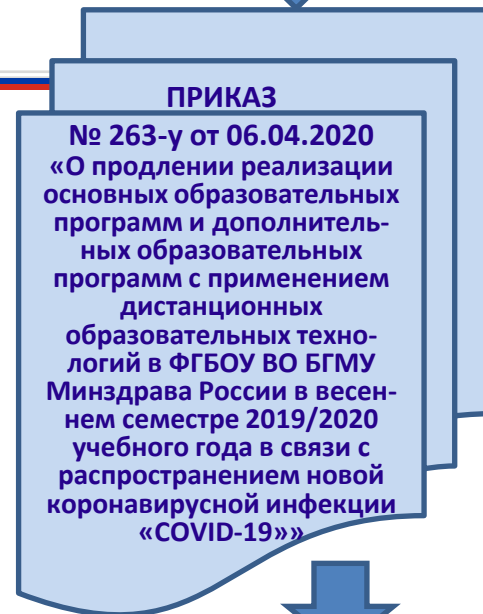 ПРИКАЗ
№ 263-у от 06.04.2020
«О продлении реализации
основных образовательных
программ и дополнитель-
ных образовательных
программ с применением
дистанционных
образовательных техно-
логий в ФГБОУ ВО БГМУ
Минздрава России в весен-
нем семестре 2019/2020
учебного года в связи с
распространением новой
коронавирусной инфекции
«COVID-19»»